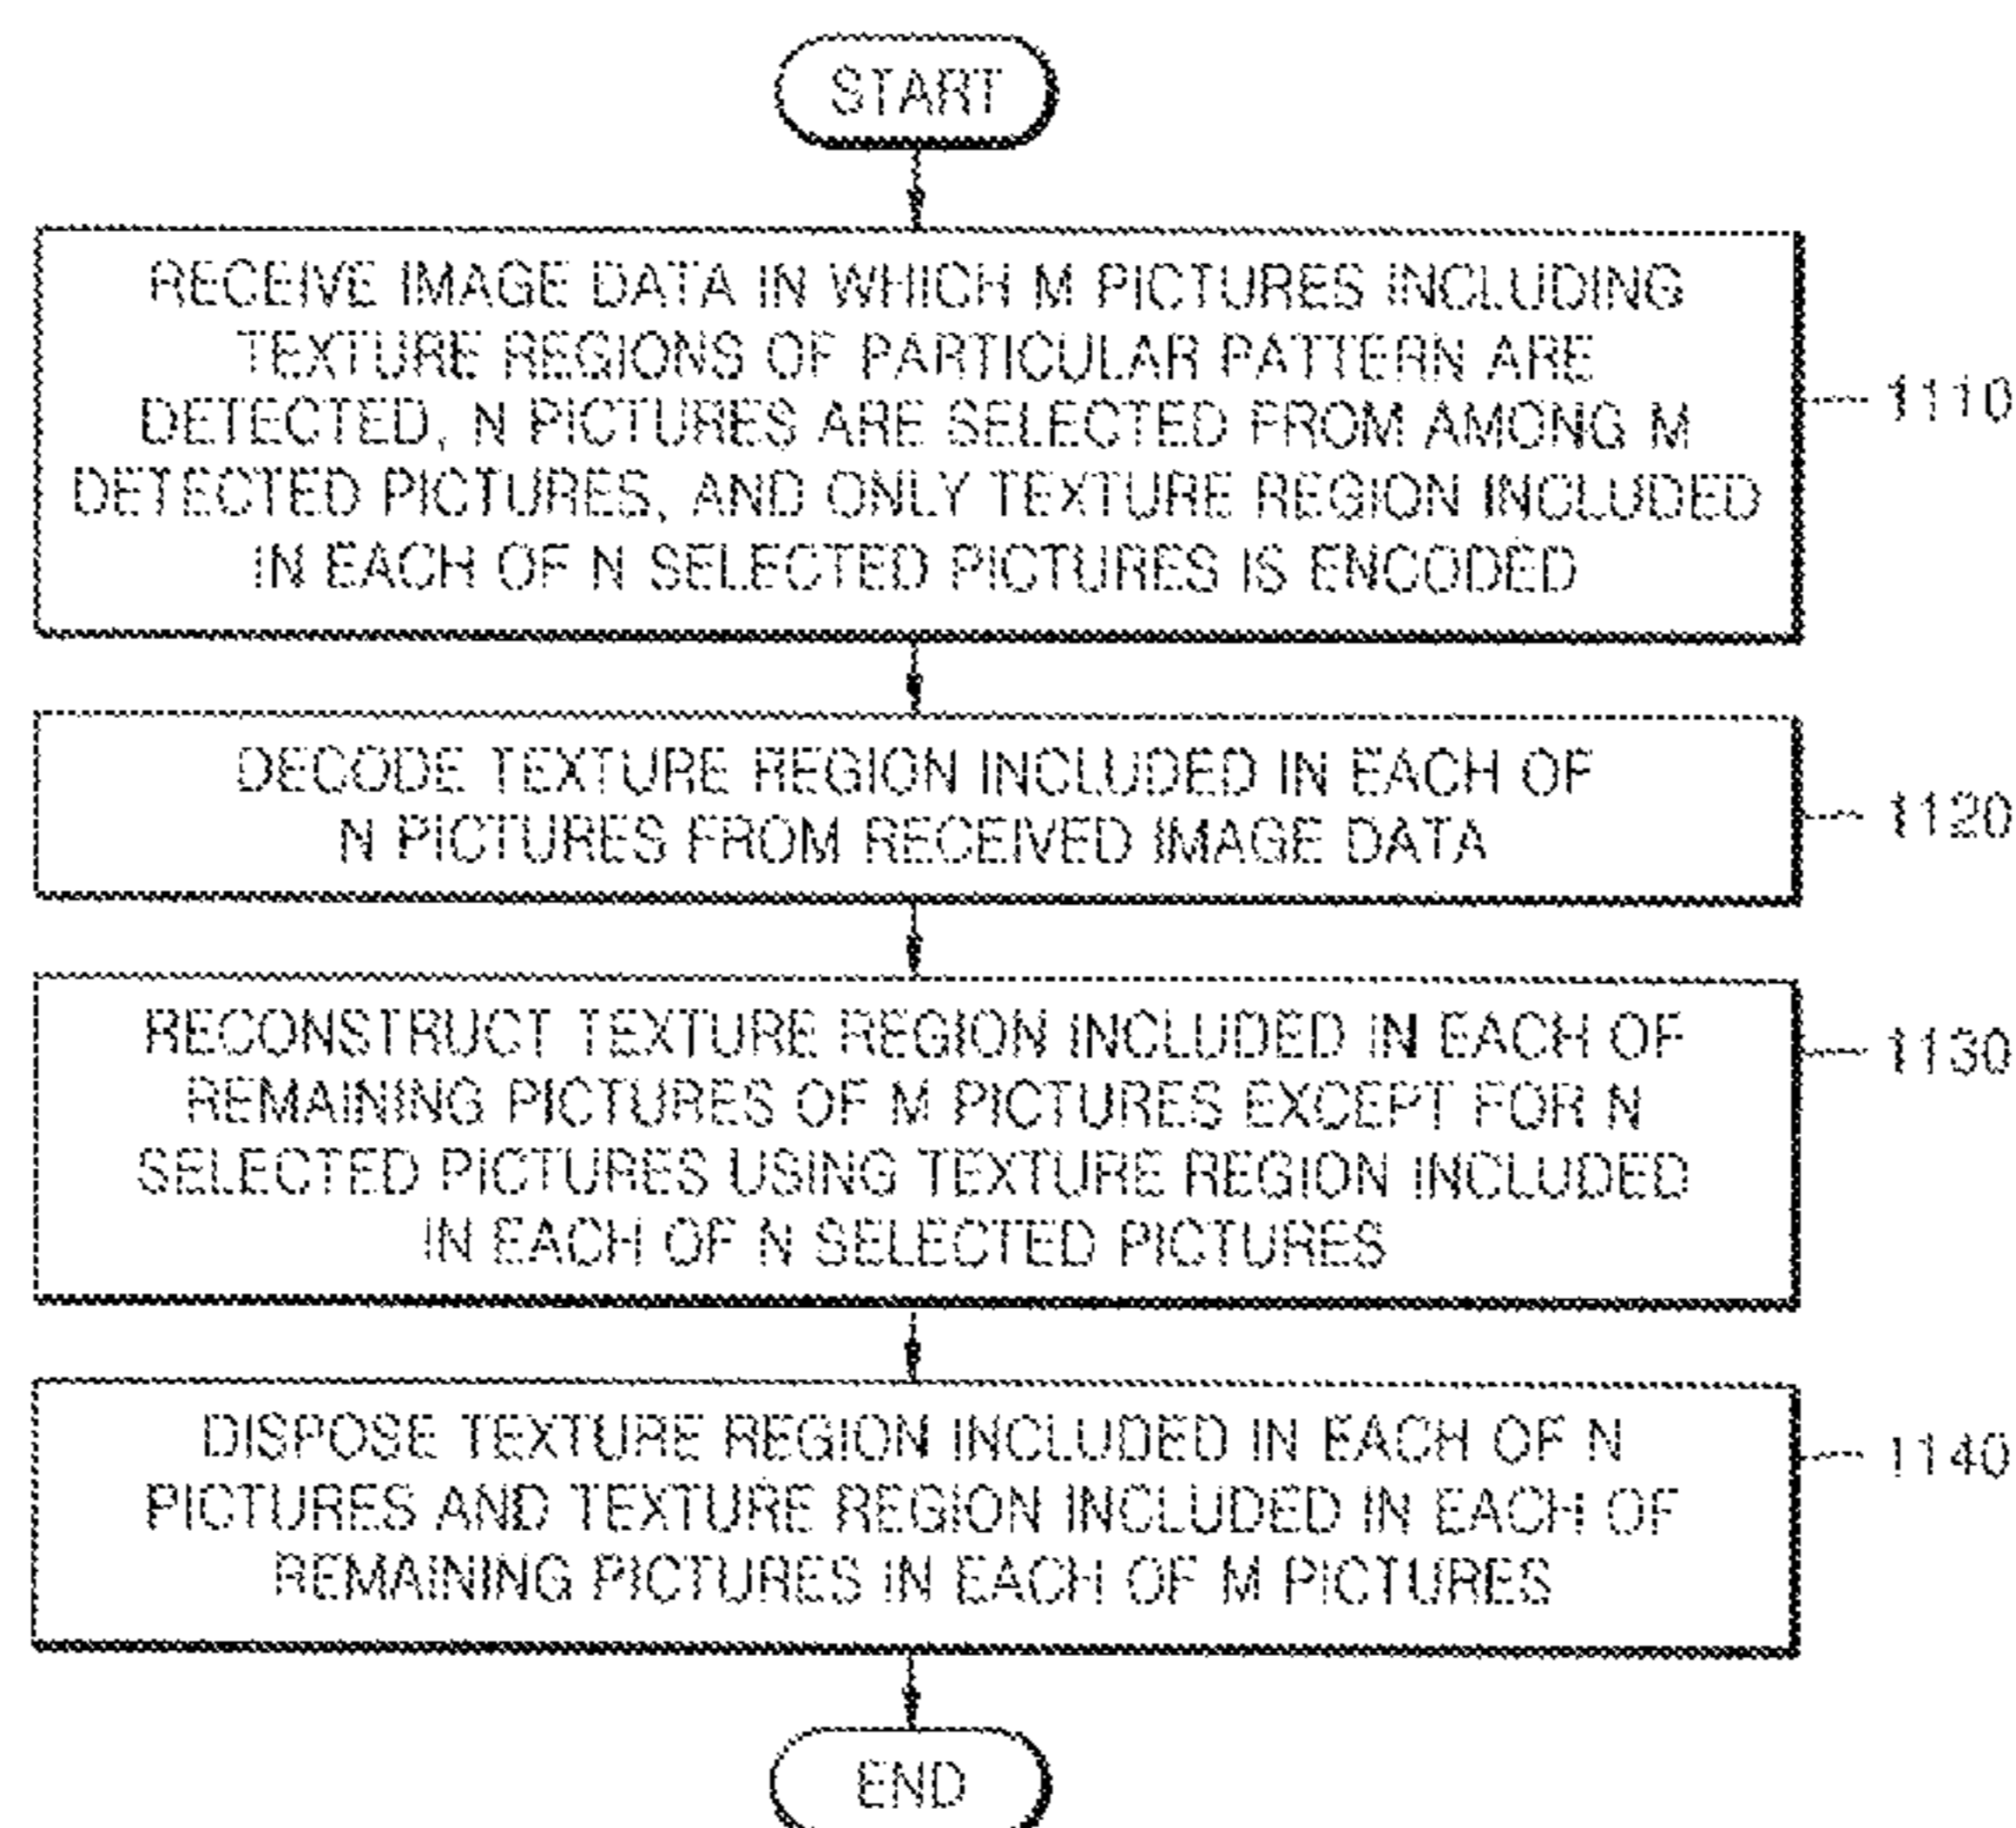 START
RECEIVE IMAGE DATA IN WHICH M PICTURES INCLUDING
TEXTURE REGIONS OF PARTICULAR PATTERN ARE
DETECTED, N PICTURES ARE SELECTED FROM AMONG M
DETECTED PICTURES, AND ONLY TEXTURE REGION INCLUDED
IN EACH OF N SELECTED PICTURES IS ENCODED
1110
DECODE TEXTURE REGION INCLUDED IN EACH OF
N PICTURES FROM RECEIVED IMAGE DATA
1120
RECONSTRUCT TEXTURE REGION INCLUDED IN EACH OF
REMAINING PICTURES OF M PICTURES EXCEPT FOR N
SELECTED PICTURES USING TEXTURE REGION INCLUDED
IN EACH OF N SELECTED PICTURES
1130
DISPOSE TEXTURE REGION INCLUDED IN EACH OF N
PICTURES AND TEXTURE REGION INCLUDED IN EACH OF
REMAINING PICTURES IN EACH OF M PICTURES
1140
END